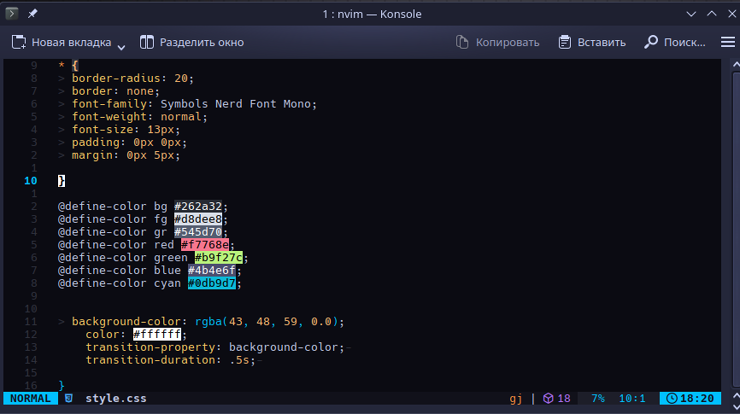 1 : nvim — Konsole
Новая вкладка Разделить окно Копировать Вставить Поиск...
9 * {
8 > border-radius: 20;
7 > border: none;
6 > font-family: Symbols Nerd Font Mono;
5 > font-weight: normal;
4 > font-size: 13px;
3 > padding: 0px 0px;
2 > margin: 0px 5px;
1
10 }
1
2 @define-color bg #262a32;
3 @define-color fg #d8dee8;
4 @define-color gr #545d70;
5 @define-color red #f7768e;
6 @define-color green #b9f27c;
7 @define-color blue #4b4e6f;
8 @define-color cyan #0db9d7;
9
10
11 > background-color: rgba(43, 48, 59, 0.0);
12 color: #ffffff;
13 transition-property: background-color;-
14 transition-duration: .5s;-
15
16 }
NORMAL style.css gj | 18 7% 10:1 18:20